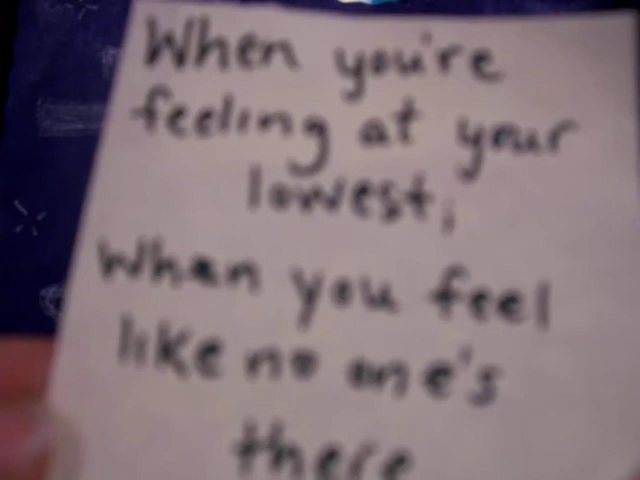 When you're
feeling at your
lowest;
When you feel
like no one's
there